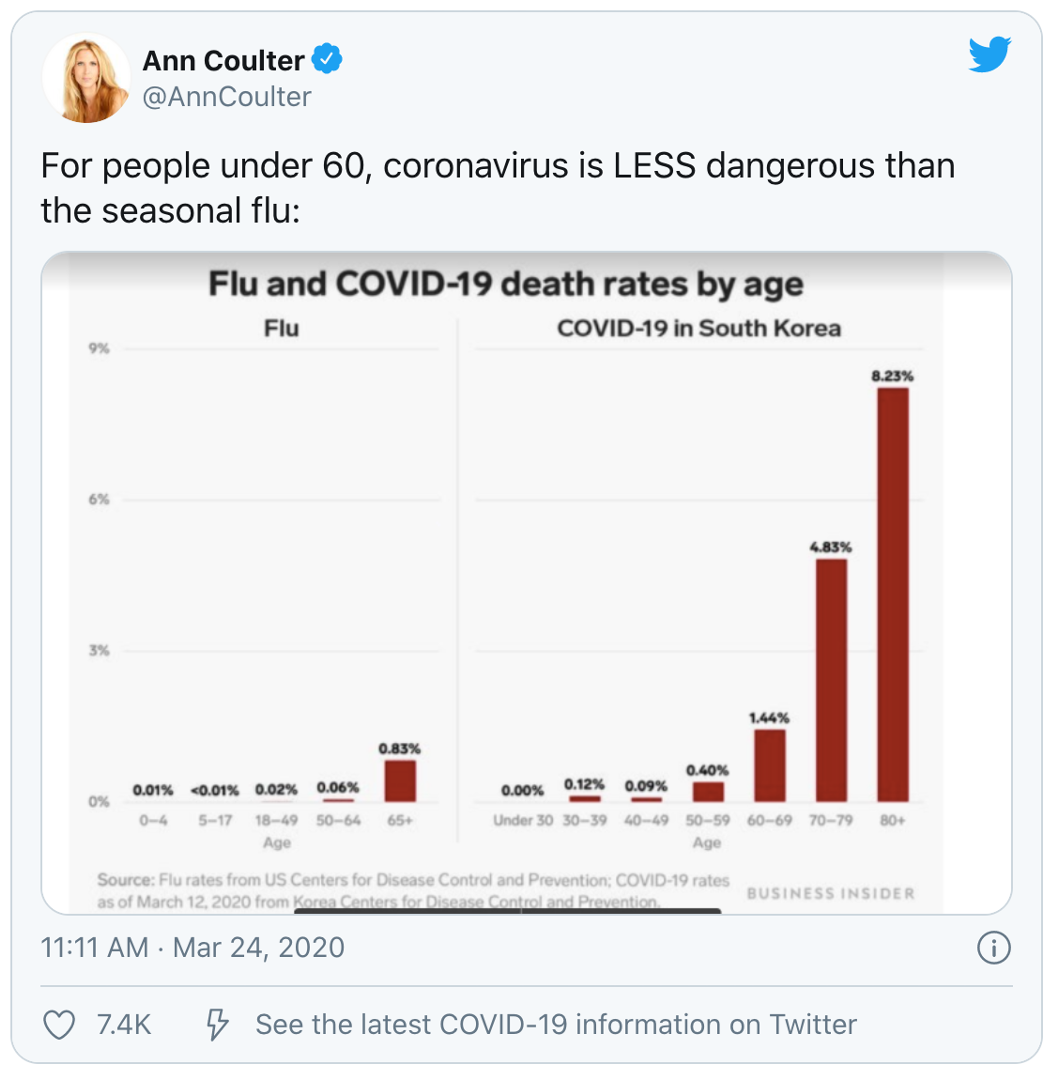 Ann Coulter
@AnnCoulter
For people under 60, coronavirus is LESS dangerous than
the seasonal flu:
Flu and COVID-19 death rates by age
Flu
COVID-19 in South Korea
9%
6%
3%
0%
0.01% <0.01% 0.02% 0.06% 0.83%
0–4 5–17 18–49 50–64 65+
Age
0.00% 0.12% 0.09% 0.40% 1.44% 4.83% 8.23%
Under 30 30–39 40–49 50–59 60–69 70–79 80+
Age
Source: Flu rates from US Centers for Disease Control and Prevention; COVID-19 rates
as of March 12, 2020 from Korea Centers for Disease Control and Prevention.
BUSINESS INSIDER
11:11 AM · Mar 24, 2020
7.4K See the latest COVID-19 information on Twitter